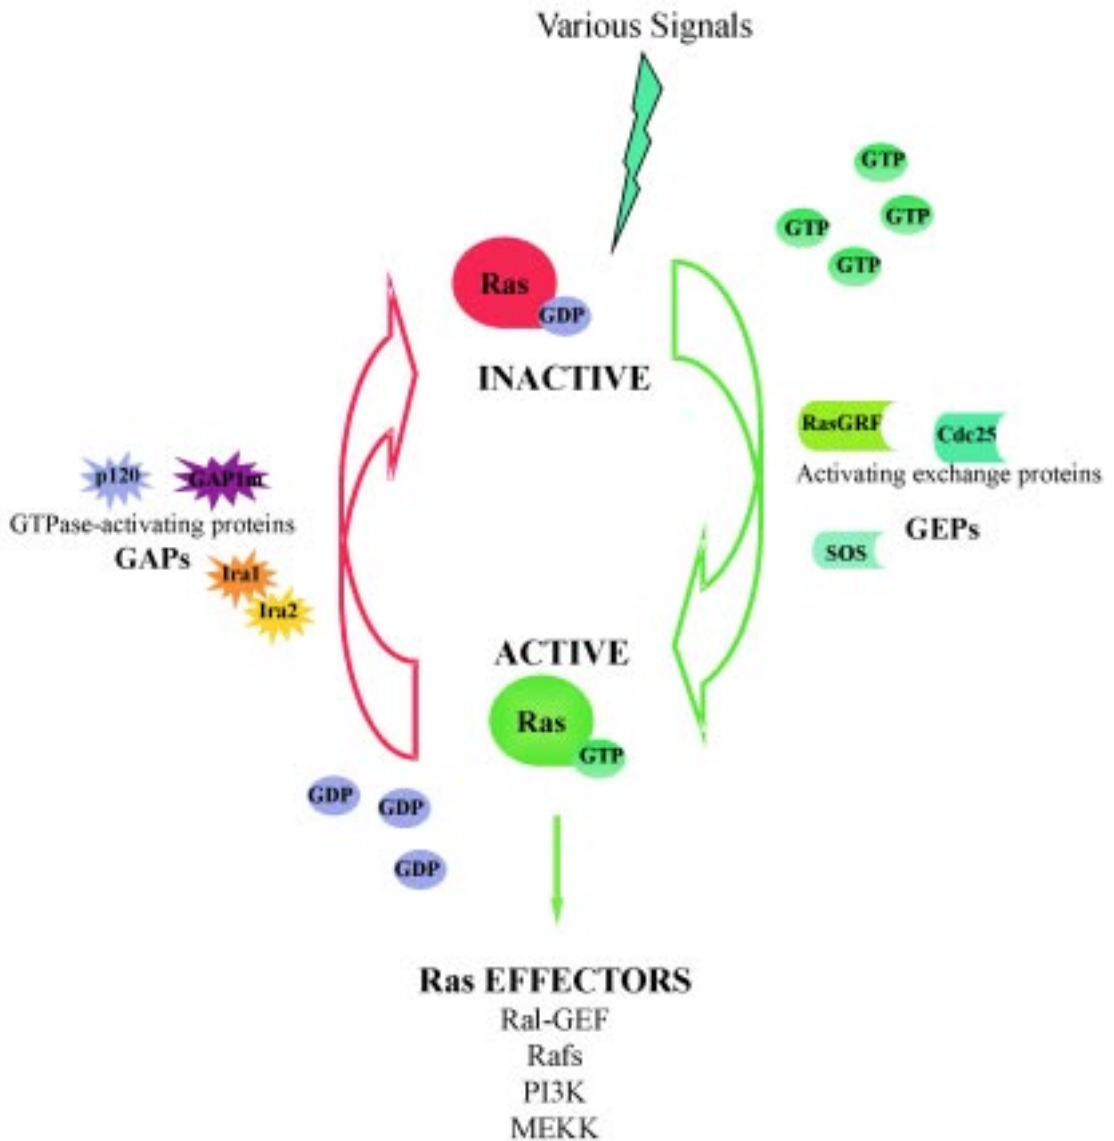 Various Signals
GTP
GTP
GTP
GTP
Ras
GDP
INACTIVE
RasGRF
Cdc25
Activating exchange proteins
GEPs
SOS
p120
GAP1m
GTPase-activating proteins
GAPs
Ira1
Ira2
ACTIVE
Ras
GTP
GDP
GDP
GDP
Ras EFFECTORS
Ral-GEF
Rafs
PI3K
MEKK